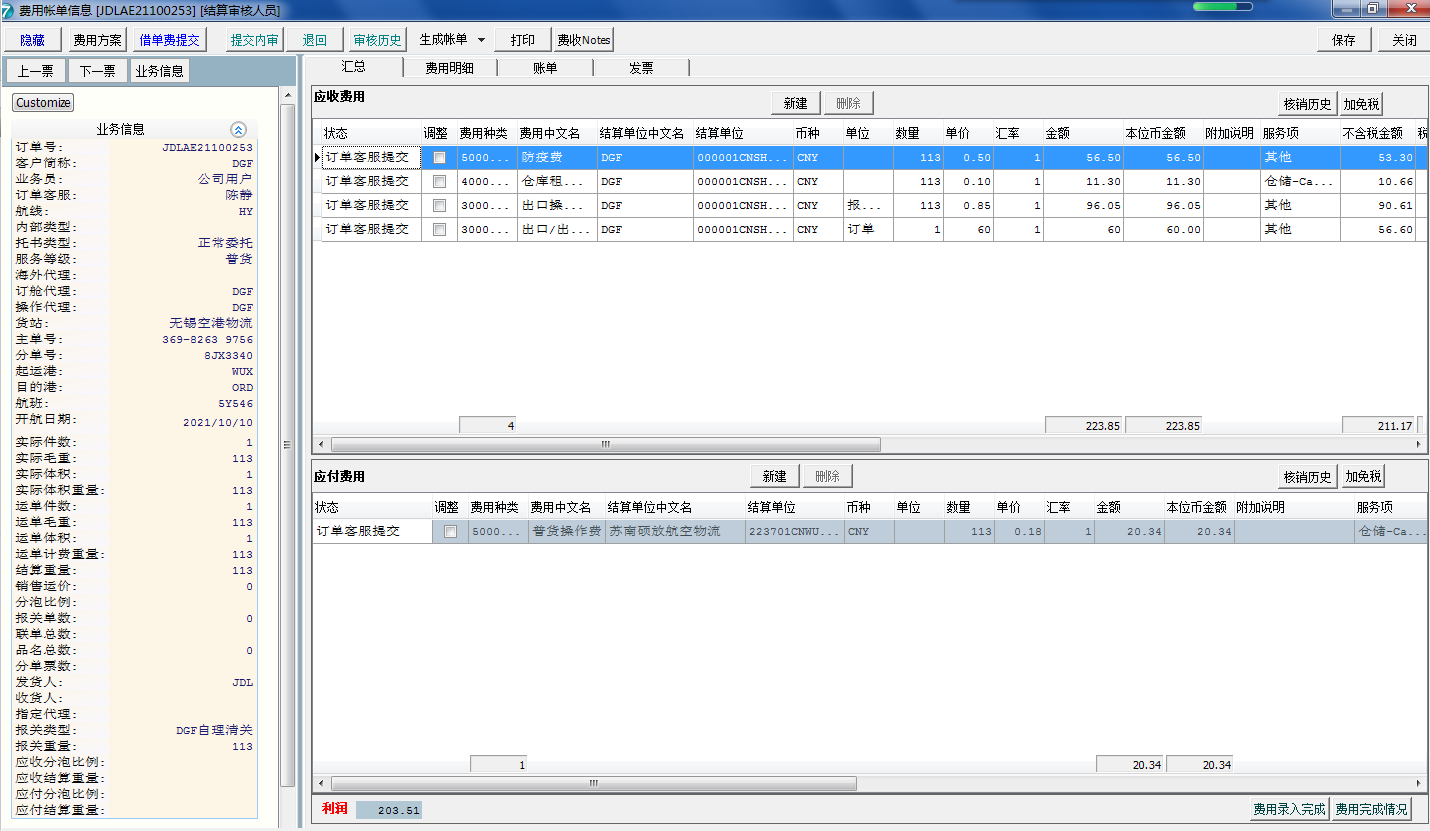 费用帐单信息 [JDLAE21100253] [结算审核人员]
隐藏 费用方案 借单费提交 提交内审 退回 审核历史 生成帐单 打印 费收Notes 保存 关闭
上一票 下一票 业务信息
汇总 费用明细 账单 发票
Customize
业务信息
订单号: JDLAE21100253
客户简称: DGF
业务员: 公司用户
订单客服: 陈静
航线: HY
内部类型:
托书类型: 正常委托
服务等级: 普货
海外代理:
订舱代理: DGF
操作代理: DGF
货站: 无锡空港物流
主单号: 369-8263 9756
分单号: 8JX3340
起运港: WUX
目的港: ORD
航班: 5Y546
开航日期: 2021/10/10
实际件数: 1
实际毛重: 113
实际体积: 1
实际体积重量: 113
运单件数: 1
运单毛重: 113
运单体积: 1
运单计费重量: 113
结算重量: 113
销售运价: 0
分泡比例:
报关单数: 0
联单总数:
品名总数: 0
分单票数:
发货人: JDL
收货人:
指定代理:
报关类型: DGF自理清关
报关重量: 113
应收分泡比例:
应收结算重量:
应付分泡比例:
应付结算重量:
应收费用 新建 删除 核销历史 加免税
状态 调整 费用种类 费用中文名 结算单位中文名 结算单位 币种 单位 数量 单价 汇率 金额 本位币金额 附加说明 服务项 不含税金额 税
订单客服提交 5000... 防疫费 DGF 000001CNSH... CNY 113 0.50 1 56.50 56.50 其他 53.30
订单客服提交 4000... 仓库租... DGF 000001CNSH... CNY 113 0.10 1 11.30 11.30 仓储-Ca... 10.66
订单客服提交 3000... 出口操... DGF 000001CNSH... CNY 报... 113 0.85 1 96.05 96.05 其他 90.61
订单客服提交 3000... 出口/出... DGF 000001CNSH... CNY 订单 1 60 1 60 60.00 其他 56.60
4 223.85 223.85 211.17
应付费用 新建 删除 核销历史 加免税
状态 调整 费用种类 费用中文名 结算单位中文名 结算单位 币种 单位 数量 单价 汇率 金额 本位币金额 附加说明 服务项
订单客服提交 5000... 普货操作费 苏南硕放航空物流 223701CNWU... CNY 113 0.18 1 20.34 20.34 仓储-Ca...
1 20.34 20.34
利润 203.51 费用录入完成 费用完成情况